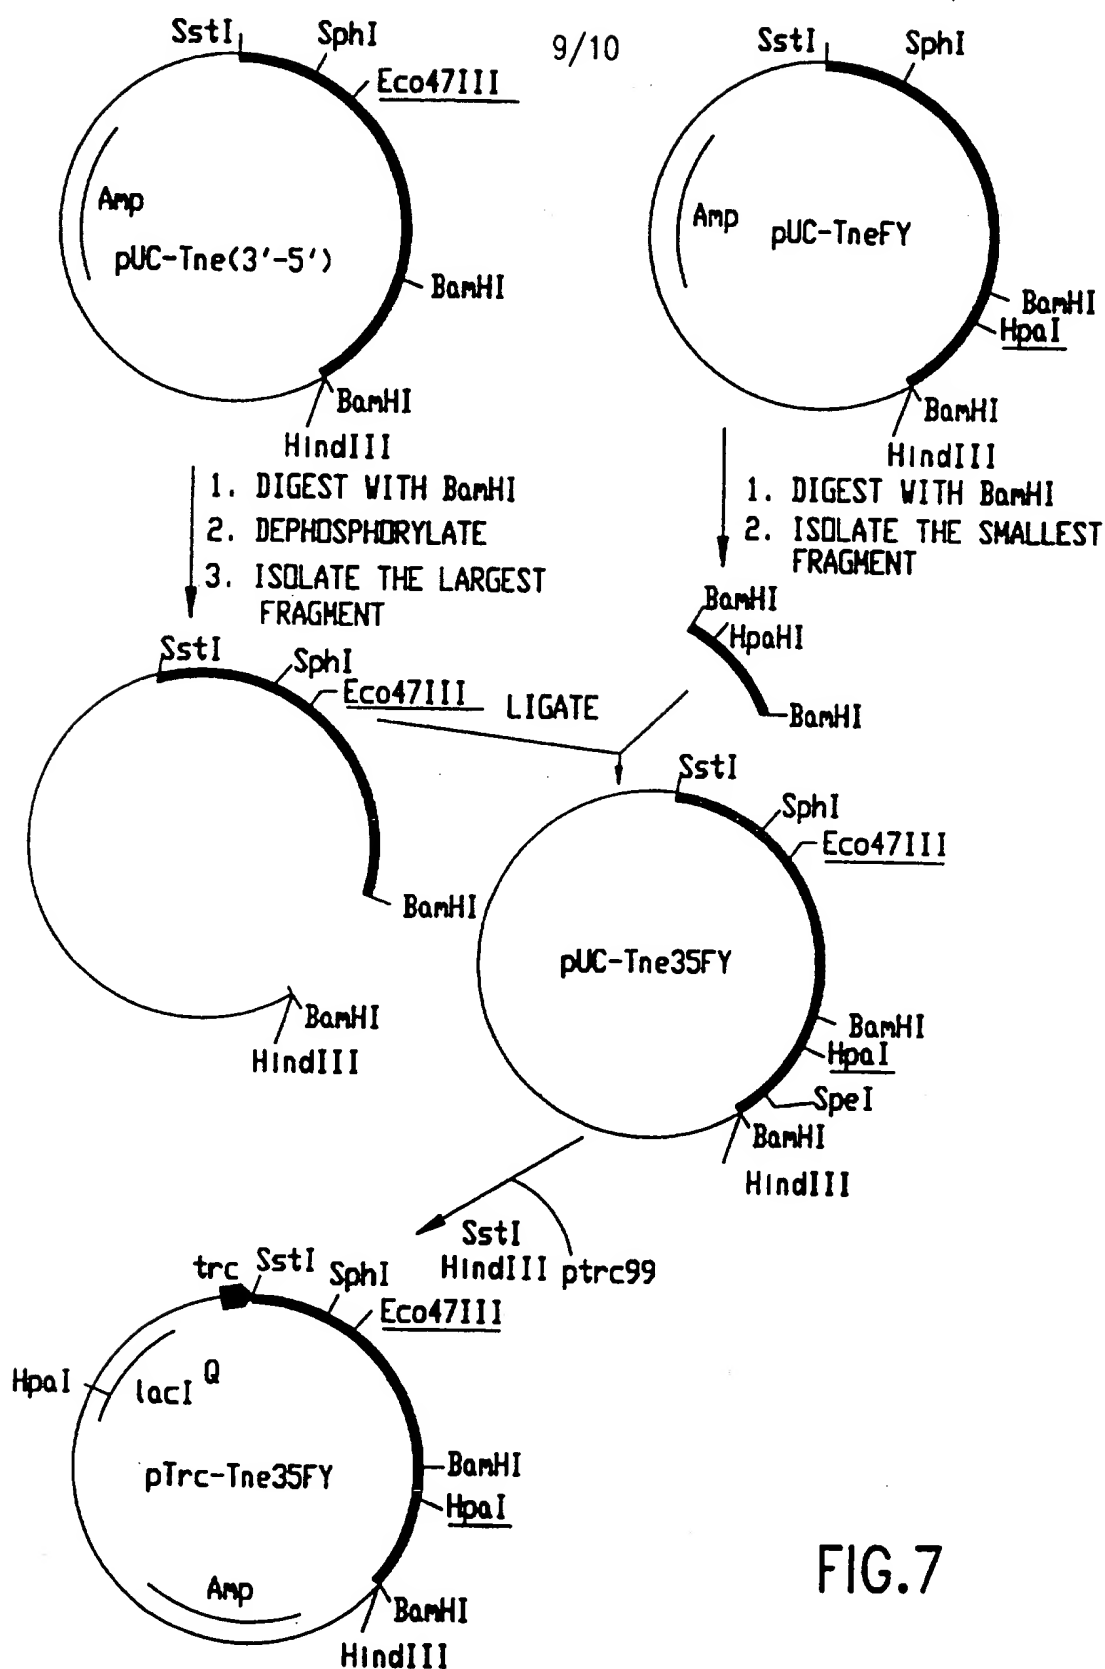 9/10
SstI
SphI
Eco47III
Amp
pUC-Tne(3'-5')
BamHI
BamHI
HindIII
1. DIGEST WITH BamHI
2. DEPHOSPHORYLATE
3. ISOLATE THE LARGEST
FRAGMENT
SstI
SphI
Amp
pUC-TneFY
BamHI
HpaI
BamHI
HindIII
1. DIGEST WITH BamHI
2. ISOLATE THE SMALLEST
FRAGMENT
BamHI
HpaHI
BamHI
SstI
SphI
Eco47III
LIGATE
BamHI
BamHI
HindIII
SstI
SphI
Eco47III
pUC-Tne35FY
BamHI
HpaI
SpeI
BamHI
HindIII
SstI
HindIII
ptrc99
trc
SstI
SphI
Eco47III
HpaI
lacI Q
pTrc-Tne35FY
BamHI
HpaI
Amp
BamHI
HindIII
FIG.7